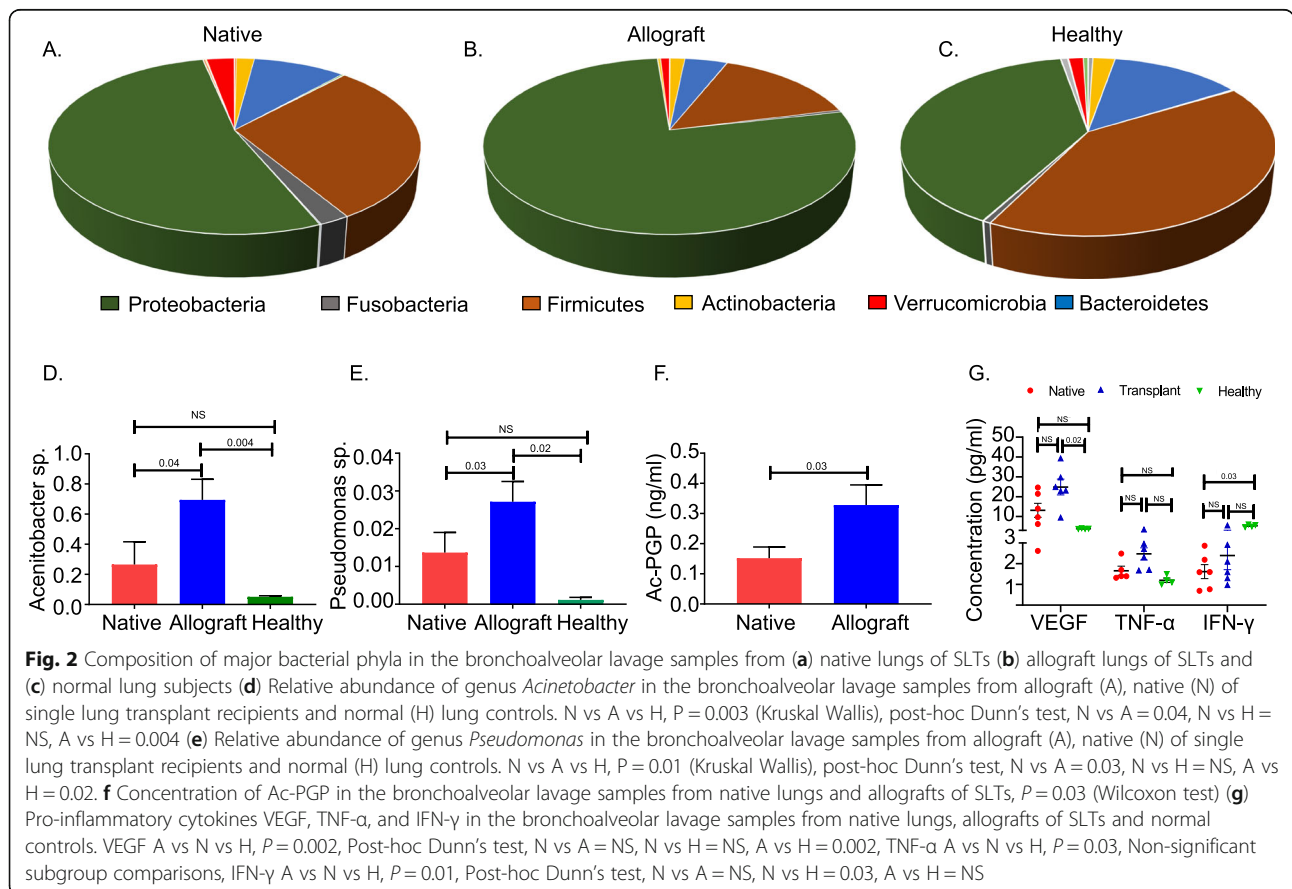 A. Native
B. Allograft
C. Healthy
Proteobacteria Fusobacteria Firmicutes Actinobacteria Verrucomicrobia Bacteroidetes
D.
NS
0.004
0.04
Acenitobacter sp.
1.0
0.8
0.6
0.4
0.2
0.0
Native Allograft Healthy
E.
NS
0.02
0.03
Pseudomonas sp.
0.04
0.03
0.02
0.01
0.00
Native Allograft Healthy
F.
0.03
Ac-PGP (ng/ml)
0.5
0.4
0.3
0.2
0.1
0.0
Native Allograft
G.
Native Transplant Healthy
NS
NS 0.02
NS
NS NS
0.03
NS NS
Concentration (pg/ml)
50
40
30
20
10
2
1
VEGF TNF-α IFN-γ
Fig. 2 Composition of major bacterial phyla in the bronchoalveolar lavage samples from (a) native lungs of SLTs (b) allograft lungs of SLTs and
(c) normal lung subjects (d) Relative abundance of genus Acinetobacter in the bronchoalveolar lavage samples from allograft (A), native (N) of
single lung transplant recipients and normal (H) lung controls. N vs A vs H, P = 0.003 (Kruskal Wallis), post-hoc Dunn's test, N vs A = 0.04, N vs H =
NS, A vs H = 0.004 (e) Relative abundance of genus Pseudomonas in the bronchoalveolar lavage samples from allograft (A), native (N) of single
lung transplant recipients and normal (H) lung controls. N vs A vs H, P = 0.01 (Kruskal Wallis), post-hoc Dunn's test, N vs A = 0.03, N vs H = NS, A vs
H = 0.02. f Concentration of Ac-PGP in the bronchoalveolar lavage samples from native lungs and allografts of SLTs, P = 0.03 (Wilcoxon test) (g)
Pro-inflammatory cytokines VEGF, TNF-α, and IFN-γ in the bronchoalveolar lavage samples from native lungs, allografts of SLTs and normal
controls. VEGF A vs N vs H, P = 0.002, Post-hoc Dunn's test, N vs A = NS, N vs H = NS, A vs H = 0.002, TNF-α A vs N vs H, P = 0.03, Non-significant
subgroup comparisons, IFN-γ A vs N vs H, P = 0.01, Post-hoc Dunn's test, N vs A = NS, N vs H = 0.03, A vs H = NS